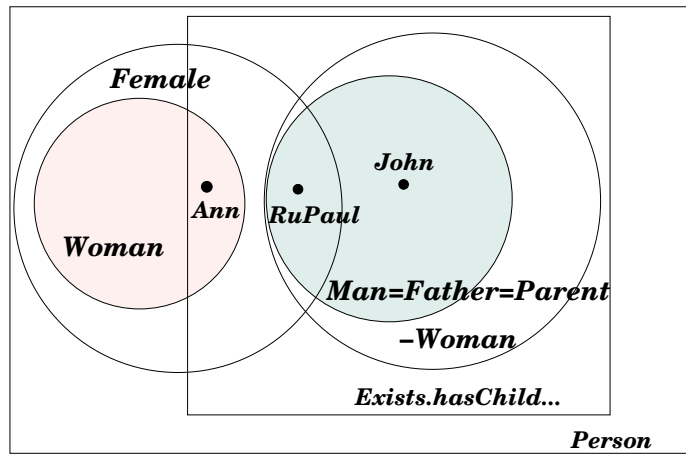 Female
John
Ann
RuPaul
Woman
Man=Father=Parent
–Woman
Exists.hasChild...
Person